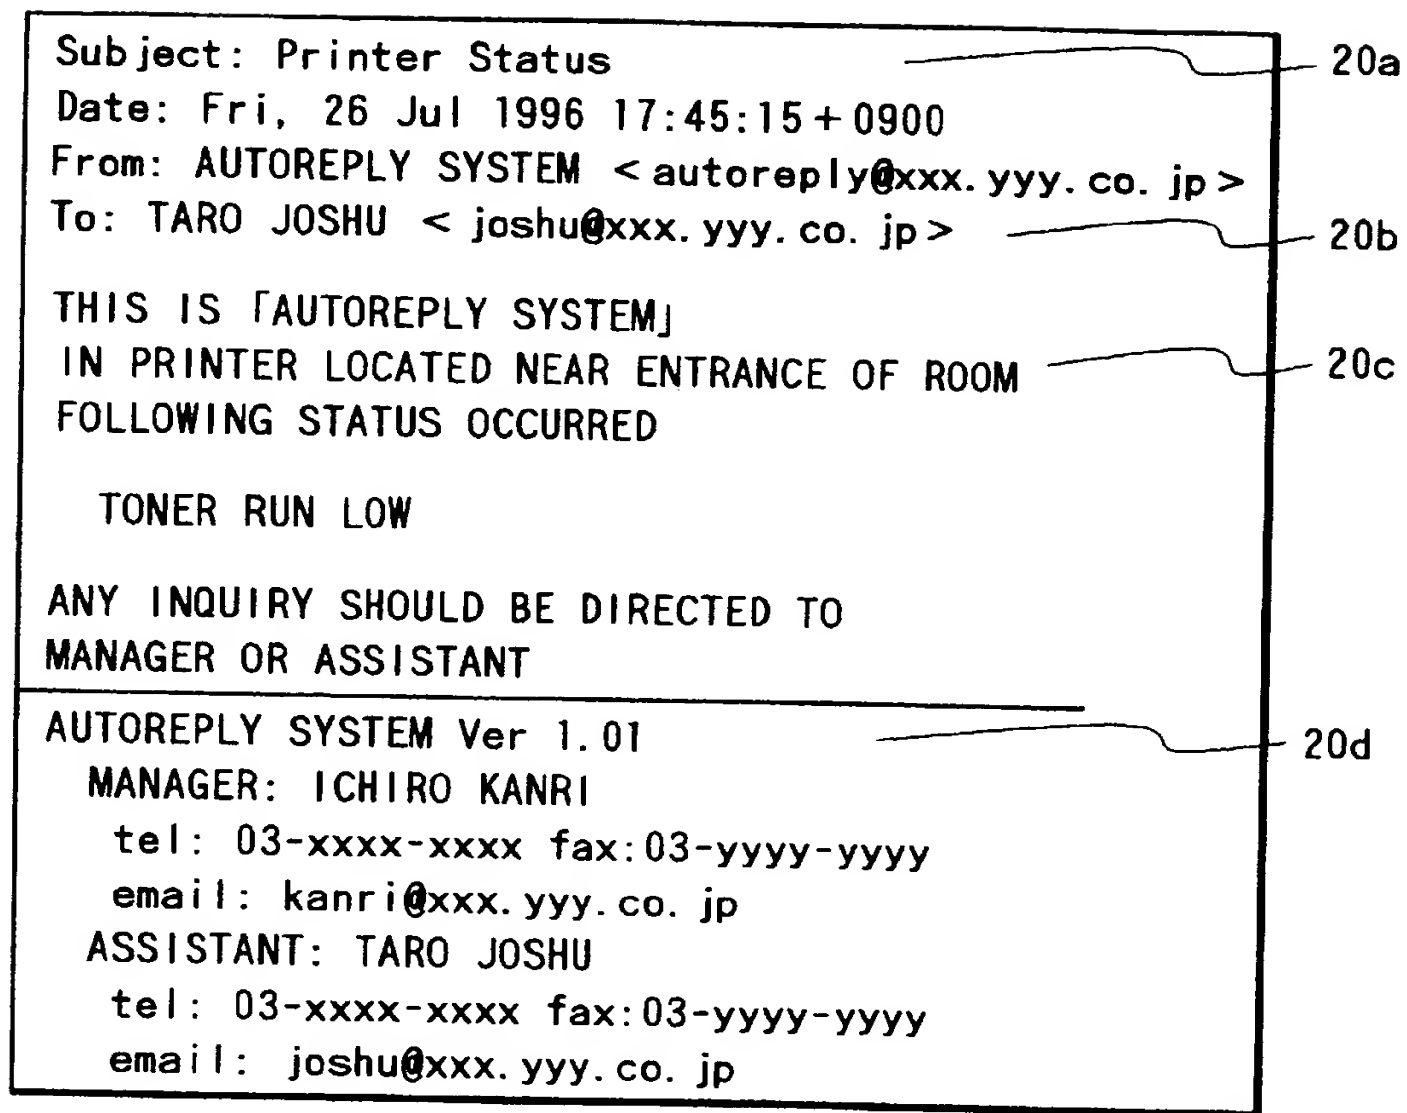 Subject: Printer Status 20a
Date: Fri, 26 Jul 1996 17:45:15+0900
From: AUTOREPLY SYSTEM <autoreply@xxx.yyy.co.jp>
To: TARO JOSHU <joshu@xxx.yyy.co.jp> 20b
THIS IS 「AUTOREPLY SYSTEM」
IN PRINTER LOCATED NEAR ENTRANCE OF ROOM 20c
FOLLOWING STATUS OCCURRED
TONER RUN LOW
ANY INQUIRY SHOULD BE DIRECTED TO
MANAGER OR ASSISTANT
AUTOREPLY SYSTEM Ver 1.01 20d
MANAGER: ICHIRO KANRI
tel: 03-xxxx-xxxx fax:03-yyyy-yyyy
email: kanri@xxx.yyy.co.jp
ASSISTANT: TARO JOSHU
tel: 03-xxxx-xxxx fax:03-yyyy-yyyy
email: joshu@xxx.yyy.co.jp